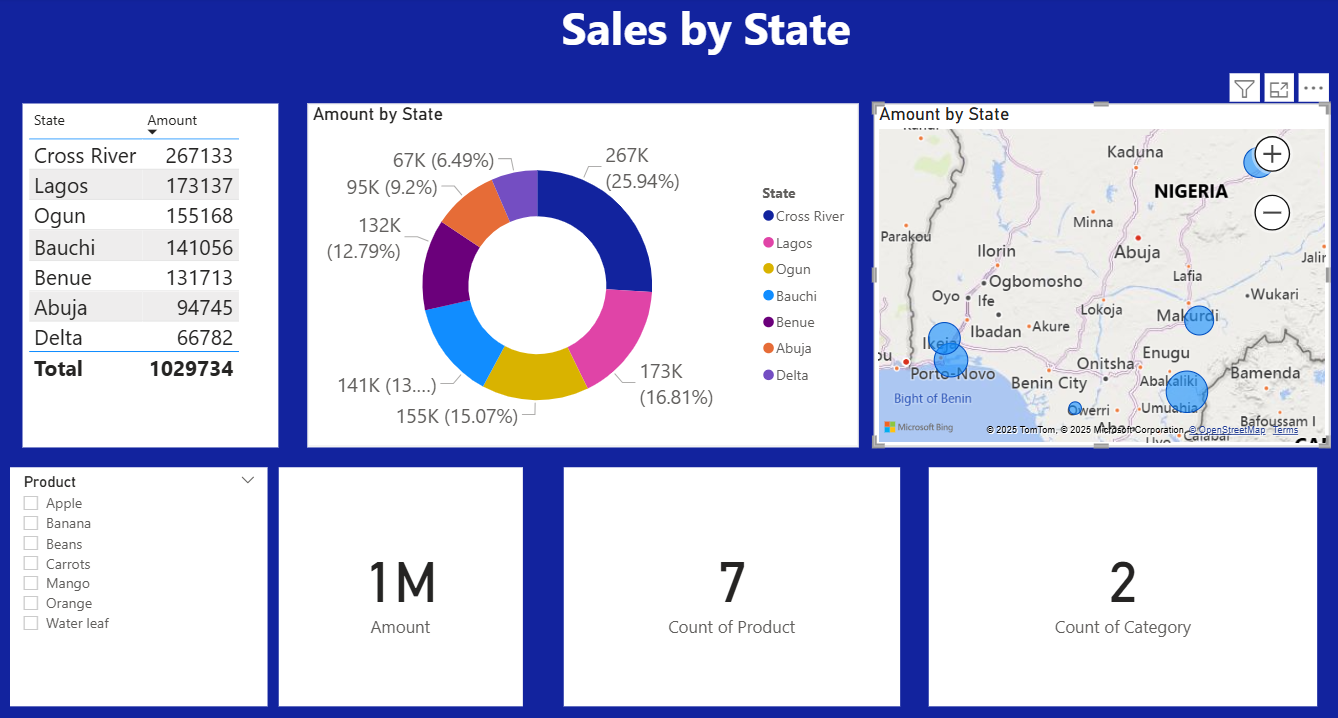 Sales by State
State Amount
Cross River 267133
Lagos 173137
Ogun 155168
Bauchi 141056
Benue 131713
Abuja 94745
Delta 66782
Total 1029734
Amount by State
67K (6.49%)
267K
(25.94%)
95K (9.2%)
132K
(12.79%)
141K (13....)
155K (15.07%)
173K
(16.81%)
State
Cross River
Lagos
Ogun
Bauchi
Benue
Abuja
Delta
Amount by State
Kaduna
NIGERIA
Minna
Parakou
Abuja
Ilorin
Jalin
Lafia
Ogbomosho
Oyo
Ife
Wukari
Lokoja
Makurdi
Ibadan
Akure
Ikeja
Enugu
Onitsha
Porto-Novo
Benin City
Abakaliki
Bamenda
Bight of Benin
Owerri
Umuahia
Bafoussam
Microsoft Bing
© 2025 TomTom, © 2025 Microsoft Corporation, © OpenStreetMap Terms
Uyo
Calabar
Product
Apple
Banana
Beans
Carrots
Mango
Orange
Water leaf
1M
Amount
7
Count of Product
2
Count of Category